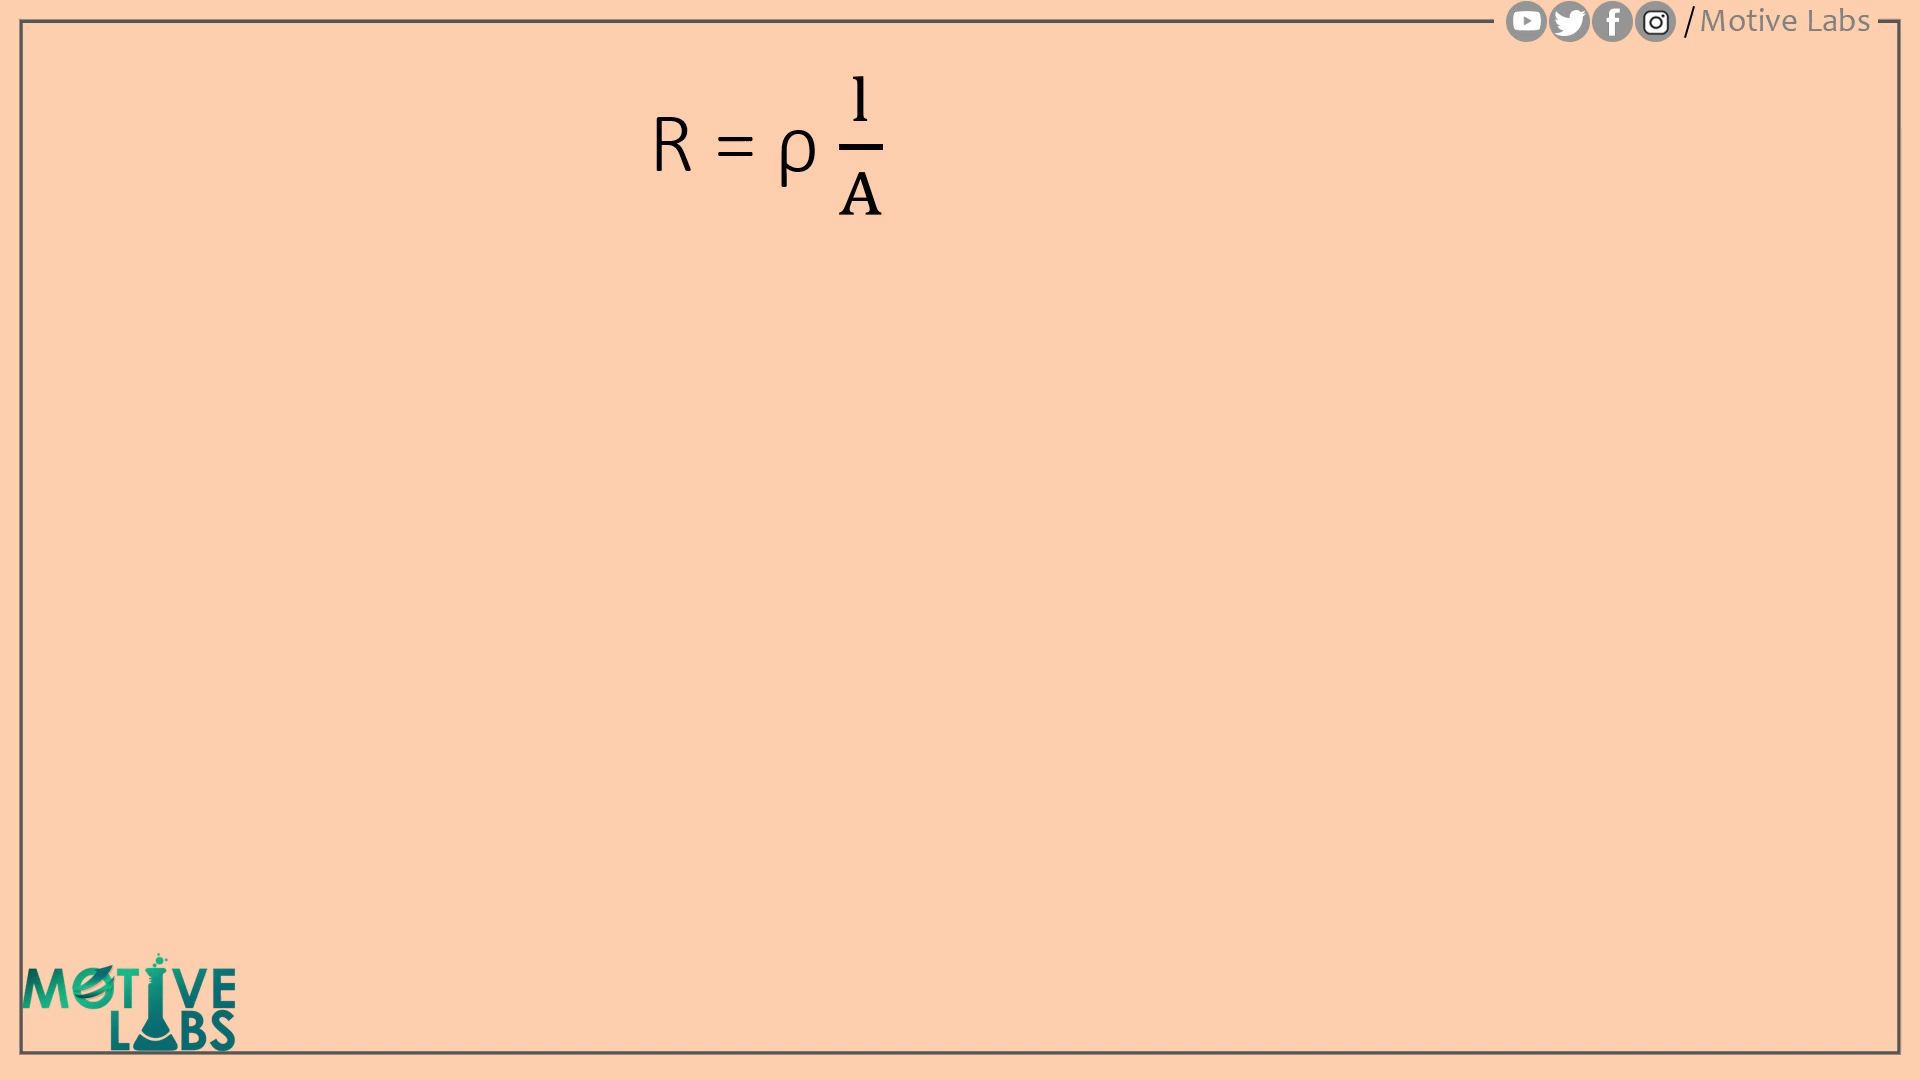 /Motive Labs
R = ρ l/A
MOTIVE
LABS